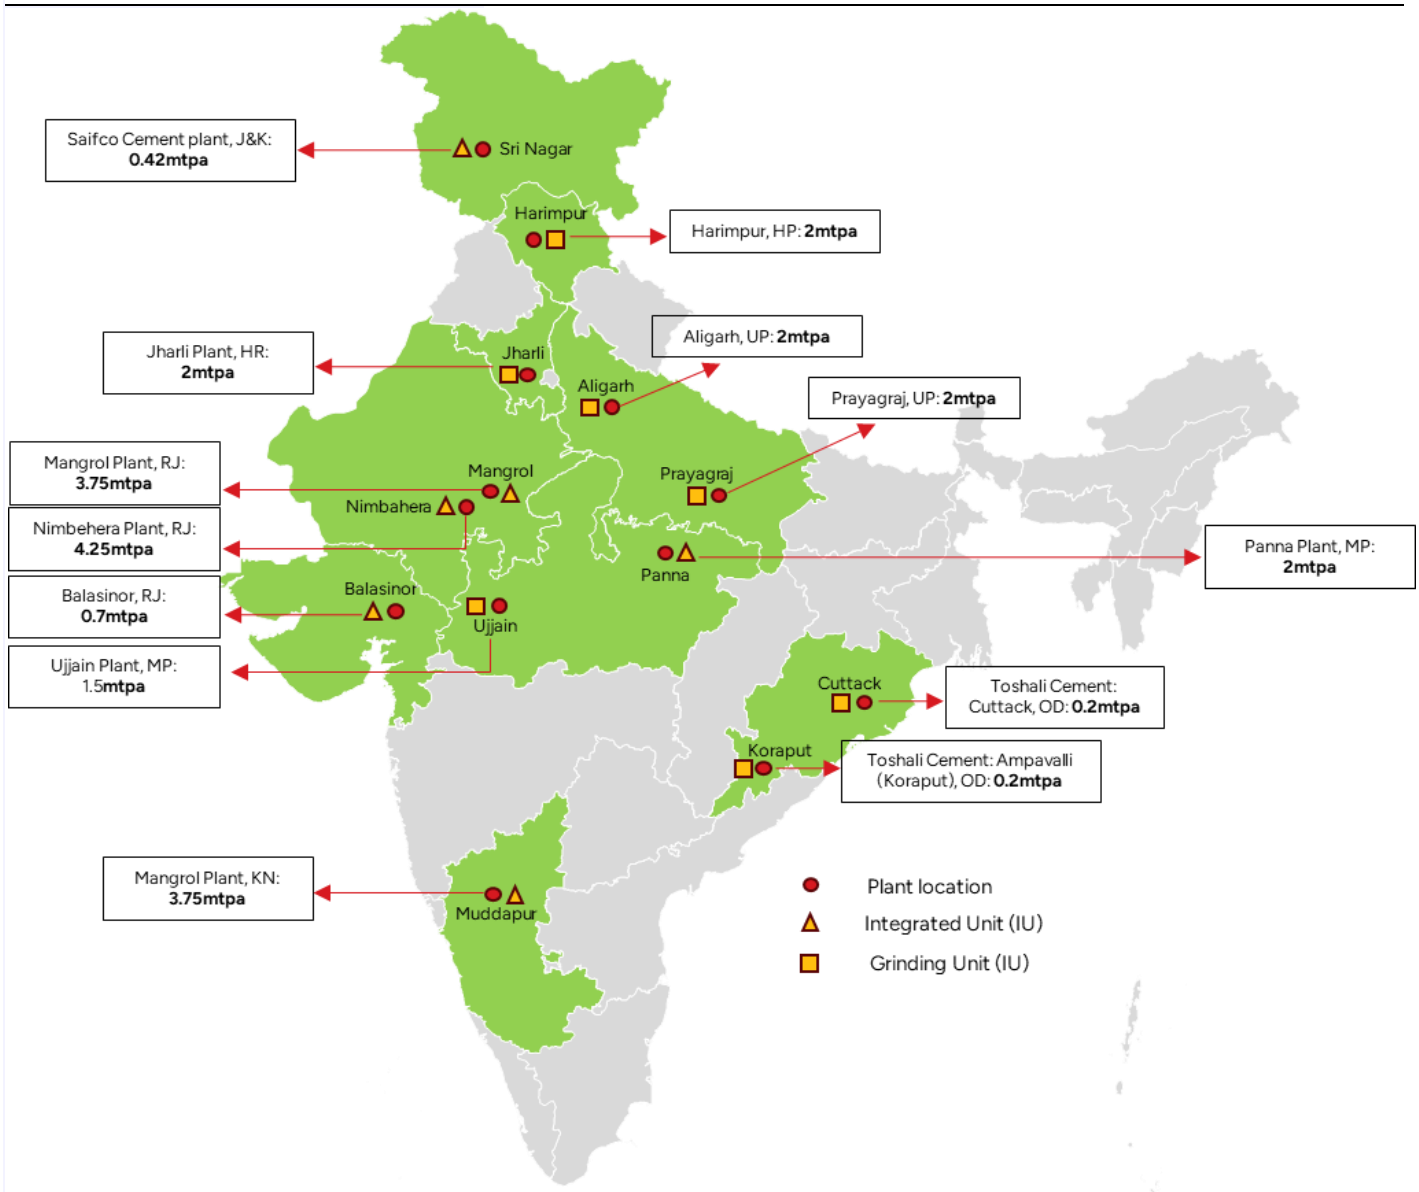 Saifco Cement plant, J&K:
0.42mtpa
Sri Nagar
Harimpur
Harimpur, HP: 2mtpa
Aligarh, UP: 2mtpa
Jharli Plant, HR:
2mtpa
Jharli
Aligarh
Prayagraj, UP: 2mtpa
Mangrol Plant, RJ:
3.75mtpa
Mangrol
Prayagraj
Nimbahera
Nimbehera Plant, RJ:
4.25mtpa
Panna Plant, MP:
2mtpa
Panna
Balasinor, RJ:
0.7mtpa
Balasinor
Ujjain
Ujjain Plant, MP:
1.5mtpa
Cuttack
Toshali Cement:
Cuttack, OD: 0.2mtpa
Koraput
Toshali Cement: Ampavalli
(Koraput), OD: 0.2mtpa
Mangrol Plant, KN:
3.75mtpa
Muddapur
Plant location
Integrated Unit (IU)
Grinding Unit (IU)